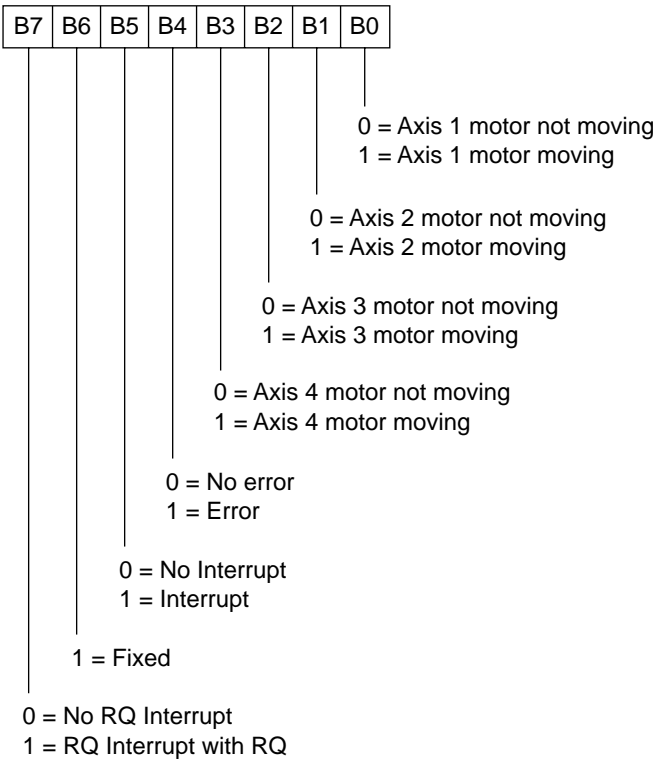 B7 B6 B5 B4 B3 B2 B1 B0
0 = Axis 1 motor not moving
1 = Axis 1 motor moving
0 = Axis 2 motor not moving
1 = Axis 2 motor moving
0 = Axis 3 motor not moving
1 = Axis 3 motor moving
0 = Axis 4 motor not moving
1 = Axis 4 motor moving
0 = No error
1 = Error
0 = No Interrupt
1 = Interrupt
1 = Fixed
0 = No RQ Interrupt
1 = RQ Interrupt with RQ